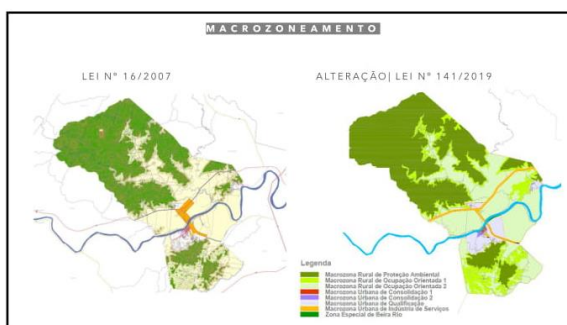 MACROZONEAMENTO
LEI Nº 16/2007
ALTERAÇÃO| LEI Nº 141/2019
Legenda
Macrozona Rural de Proteção Ambiental
Macrozona Rural de Ocupação Orientada 1
Macrozona Rural de Ocupação Orientada 2
Macrozona Urbana de Consolidação 1
Macrozona Urbana de Consolidação 2
Macrozona Urbana de Qualificação
Macrozona Urbana de Indústria de Serviços
Zona Especial de Beira Rio